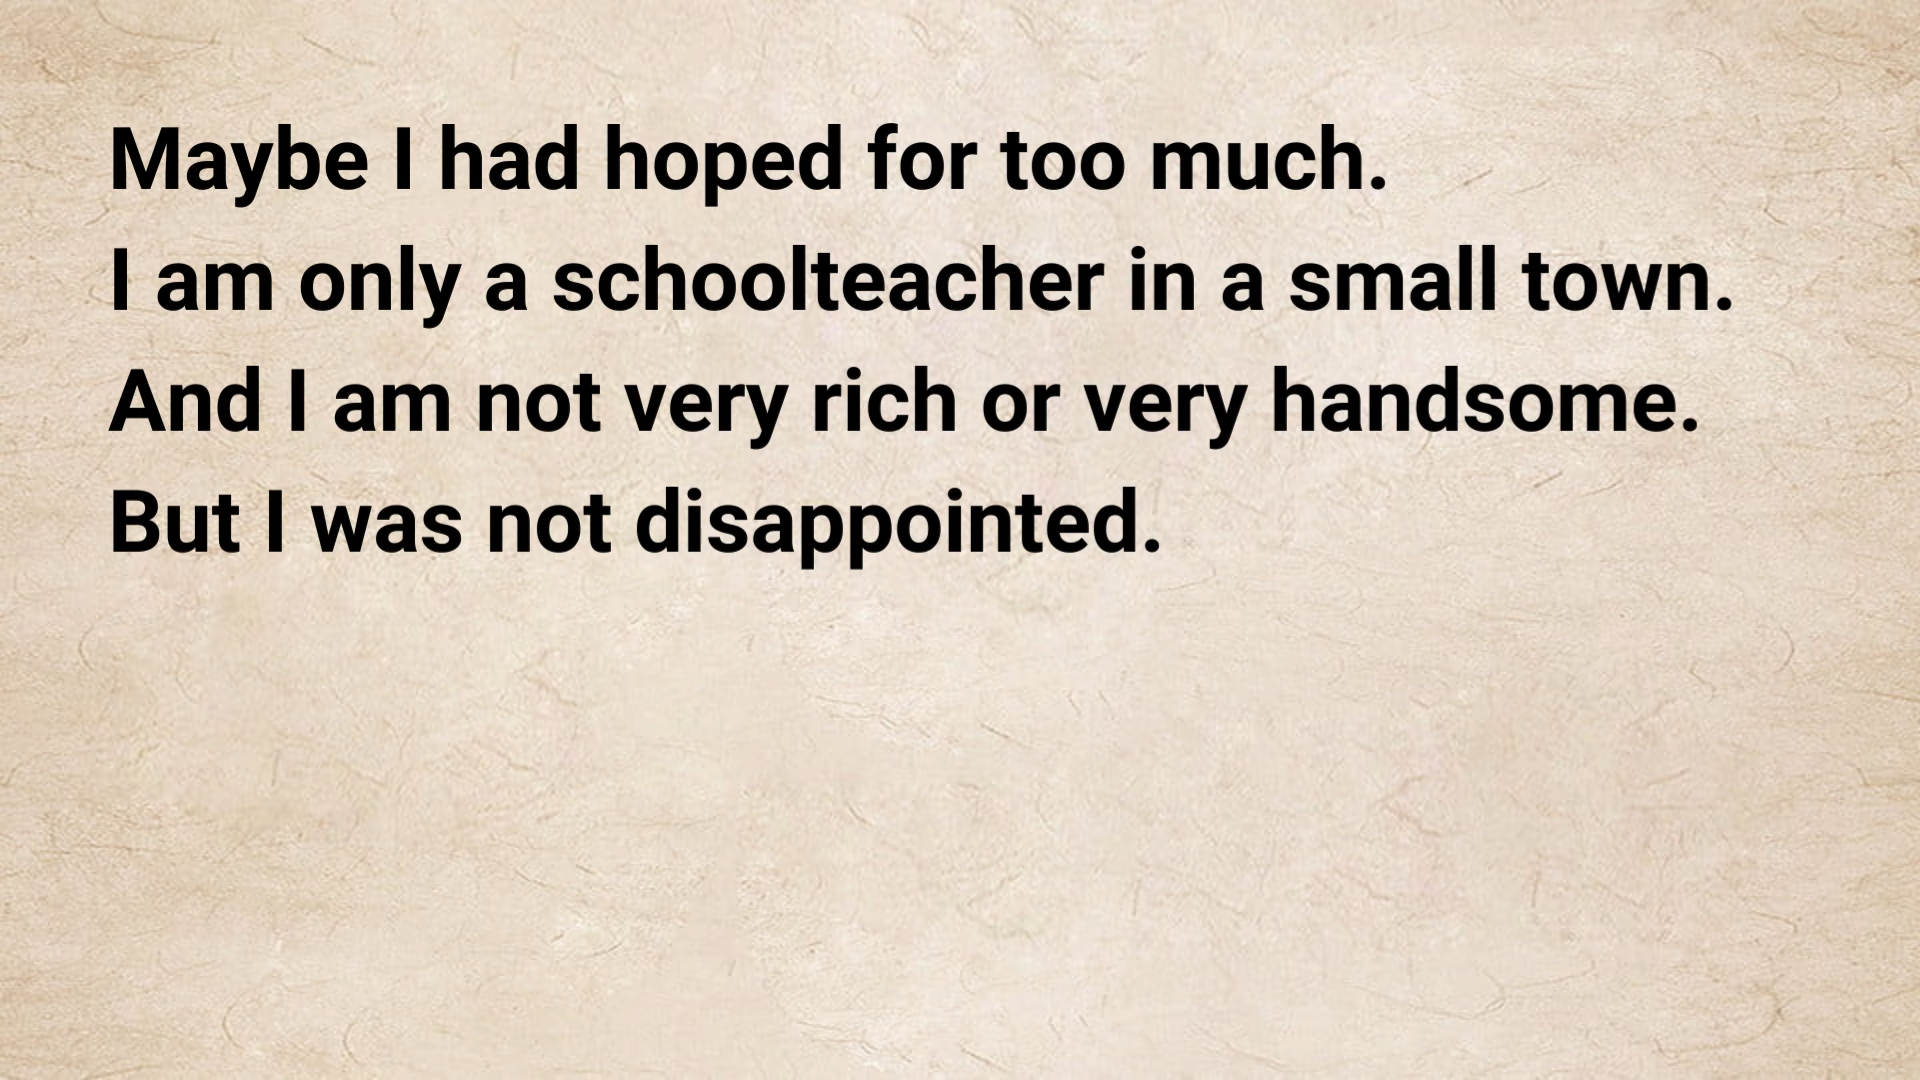 Maybe I had hoped for too much.
I am only a schoolteacher in a small town.
And I am not very rich or very handsome.
But I was not disappointed.